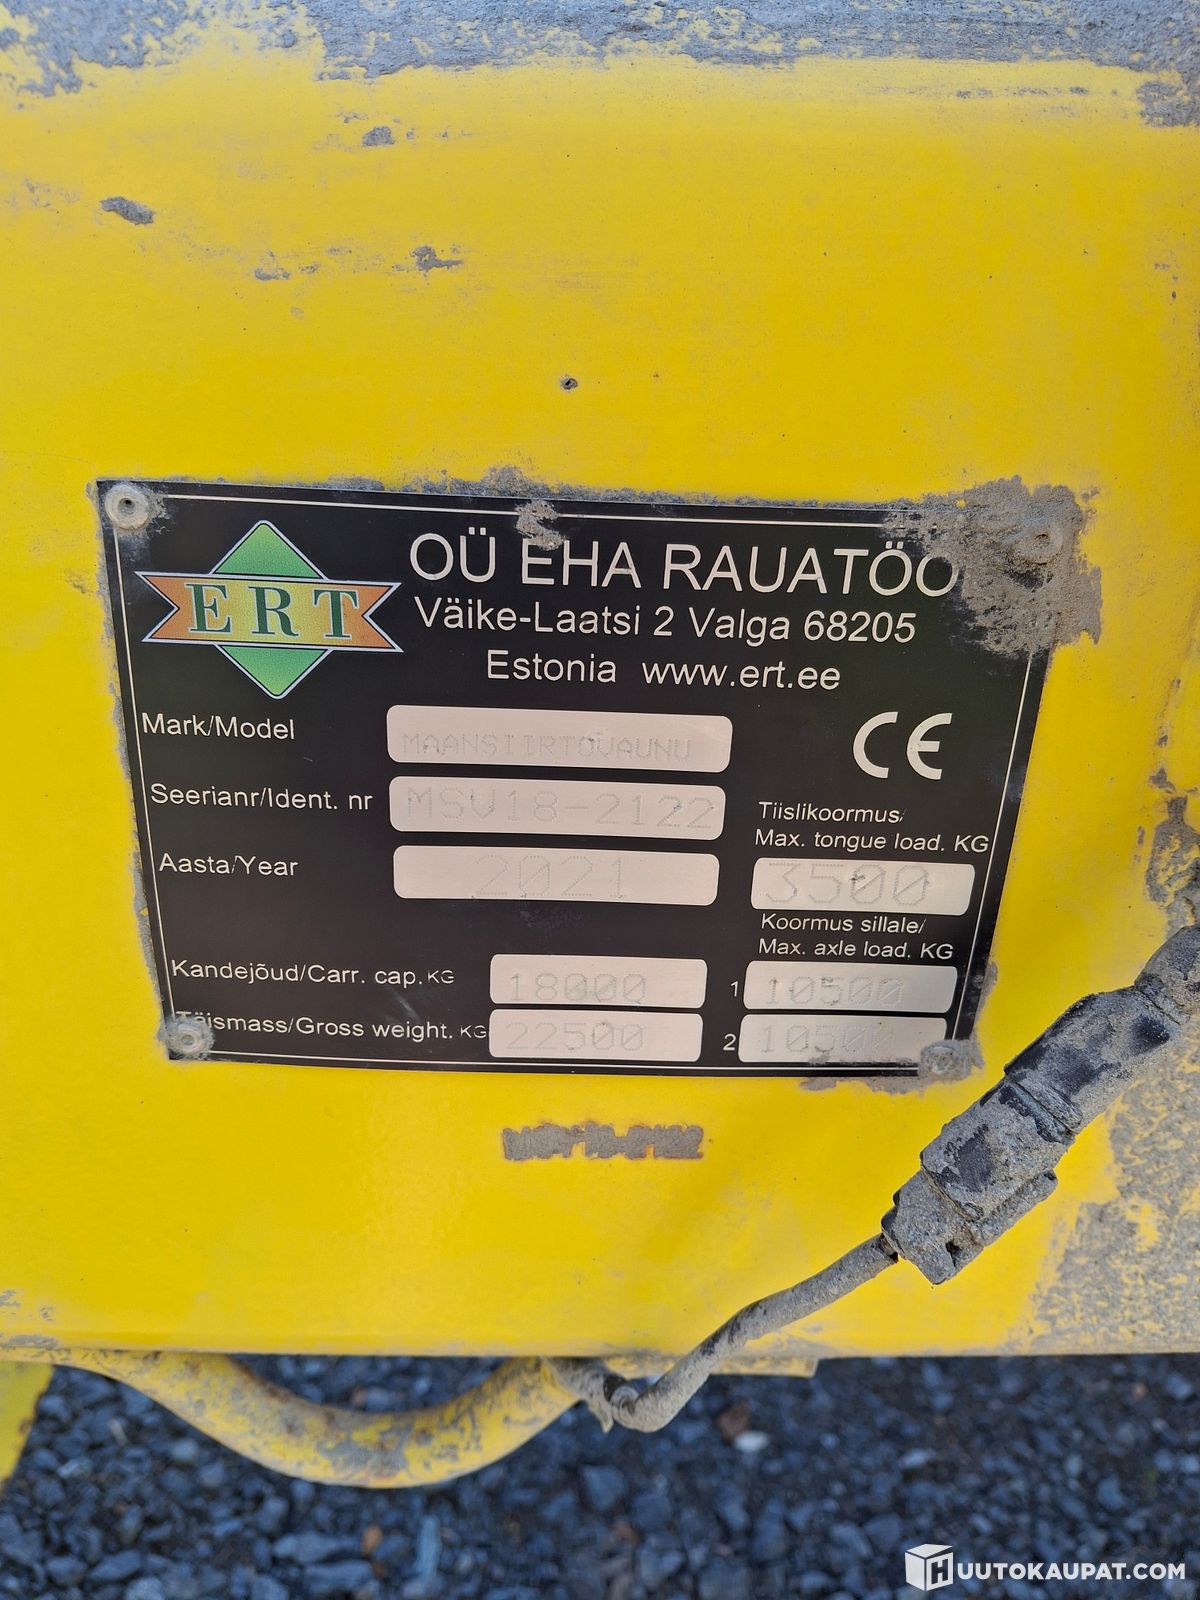 ERT
OÜ EHA RAUATÖÖ
Väike-Laatsi 2 Valga 68205
Estonia www.ert.ee
Mark/Model MAANSIIRTOVAUNU
CE
Seerianr/Ident. nr MSV18-2122
Aasta/Year 2021
Tiislikoormus/
Max. tongue load. KG
3500
Koormus sillale/
Max. axle load. KG
Kandejõud/Carr. cap. KG 18000
1 10500
Täismass/Gross weight. KG 22500
2 10500
HUUTOKAUPAT.COM